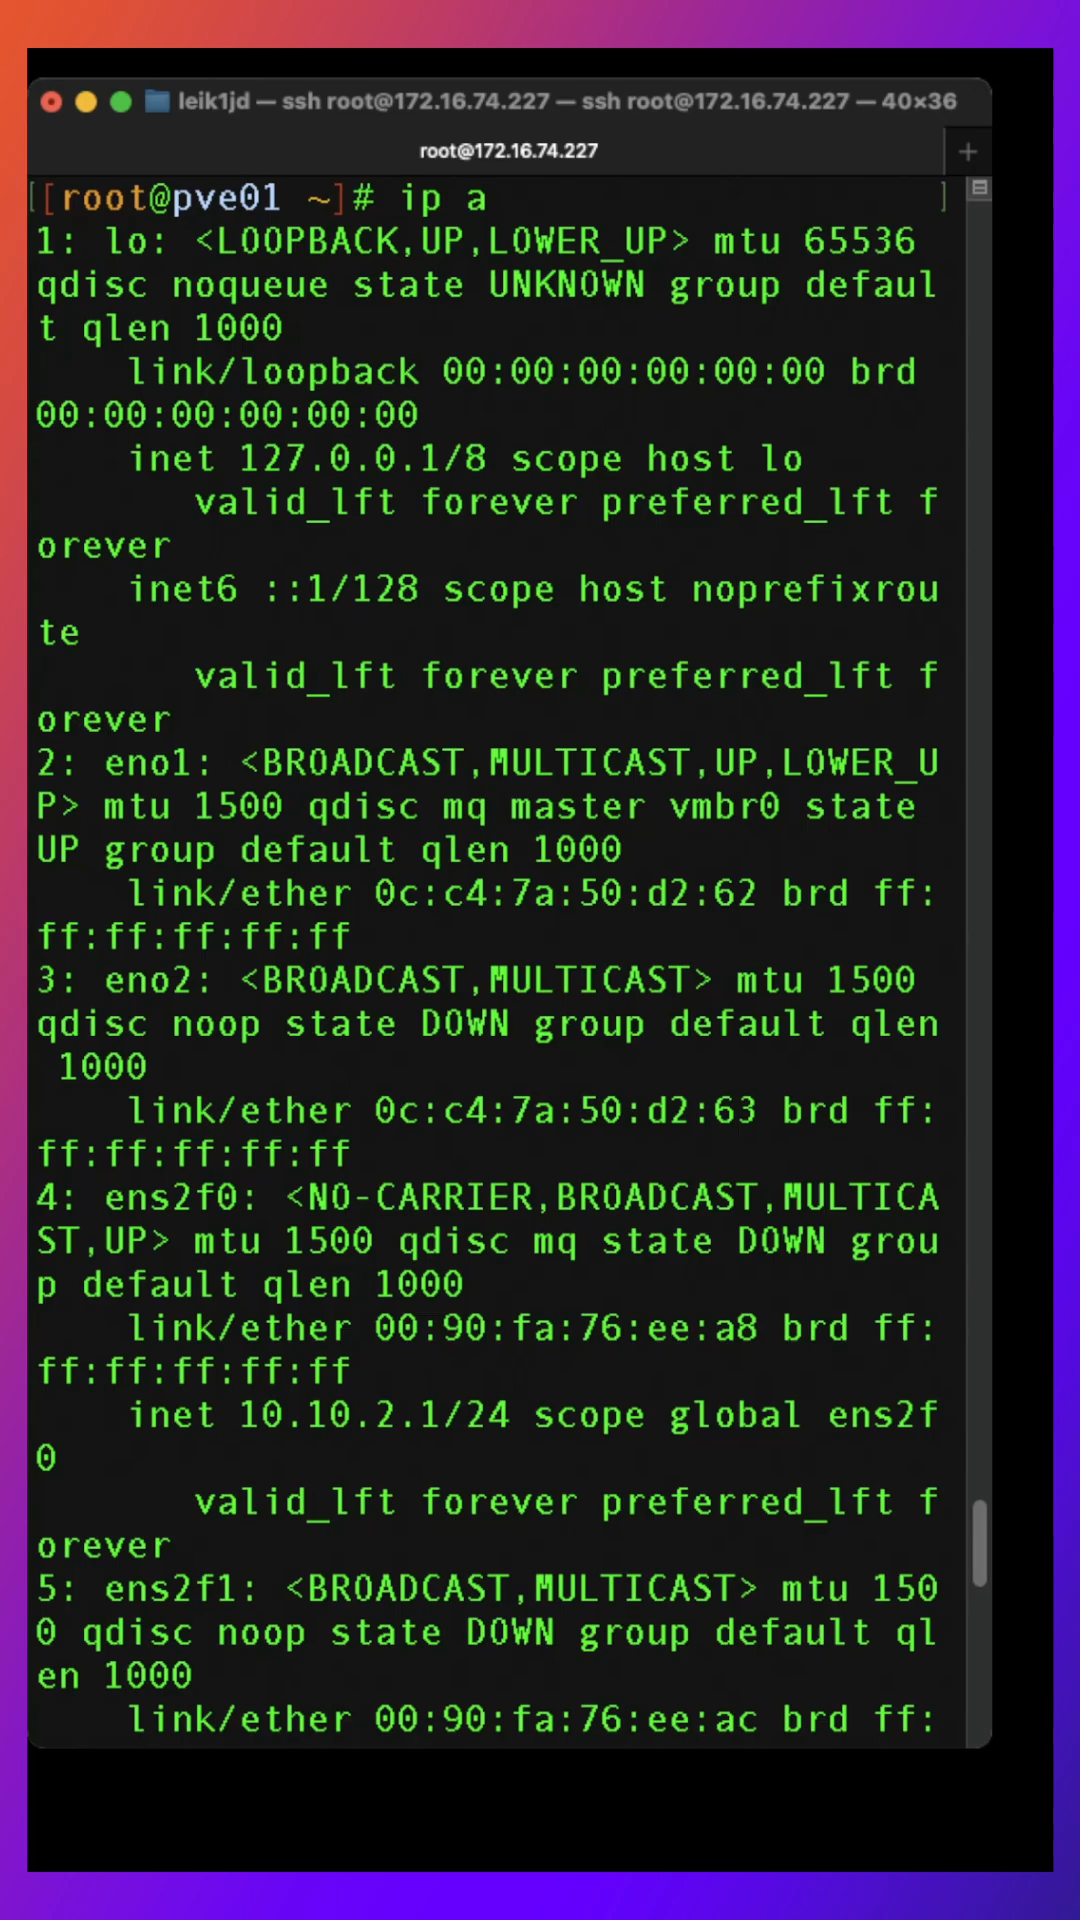 leik1jd — ssh root@172.16.74.227 — ssh root@172.16.74.227 — 40×36
root@172.16.74.227
[[root@pve01 ~]# ip a ]
1: lo: <LOOPBACK,UP,LOWER_UP> mtu 65536
qdisc noqueue state UNKNOWN group defaul
t qlen 1000
    link/loopback 00:00:00:00:00:00 brd
00:00:00:00:00:00
    inet 127.0.0.1/8 scope host lo
       valid_lft forever preferred_lft f
orever
    inet6 ::1/128 scope host noprefixrou
te
       valid_lft forever preferred_lft f
orever
2: eno1: <BROADCAST,MULTICAST,UP,LOWER_U
P> mtu 1500 qdisc mq master vmbr0 state
UP group default qlen 1000
    link/ether 0c:c4:7a:50:d2:62 brd ff:
ff:ff:ff:ff:ff
3: eno2: <BROADCAST,MULTICAST> mtu 1500
qdisc noop state DOWN group default qlen
 1000
    link/ether 0c:c4:7a:50:d2:63 brd ff:
ff:ff:ff:ff:ff
4: ens2f0: <NO-CARRIER,BROADCAST,MULTICA
ST,UP> mtu 1500 qdisc mq state DOWN grou
p default qlen 1000
    link/ether 00:90:fa:76:ee:a8 brd ff:
ff:ff:ff:ff:ff
    inet 10.10.2.1/24 scope global ens2f
0
       valid_lft forever preferred_lft f
orever
5: ens2f1: <BROADCAST,MULTICAST> mtu 150
0 qdisc noop state DOWN group default ql
en 1000
    link/ether 00:90:fa:76:ee:ac brd ff: